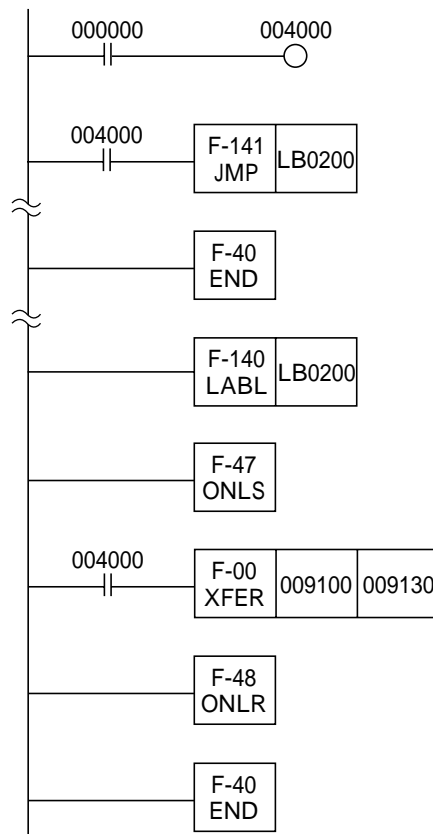 000000 004000
004000
F-141
JMP LB0200
F-40
END
F-140
LABL LB0200
F-47
ONLS
004000
F-00
XFER 009100 009130
F-48
ONLR
F-40
END